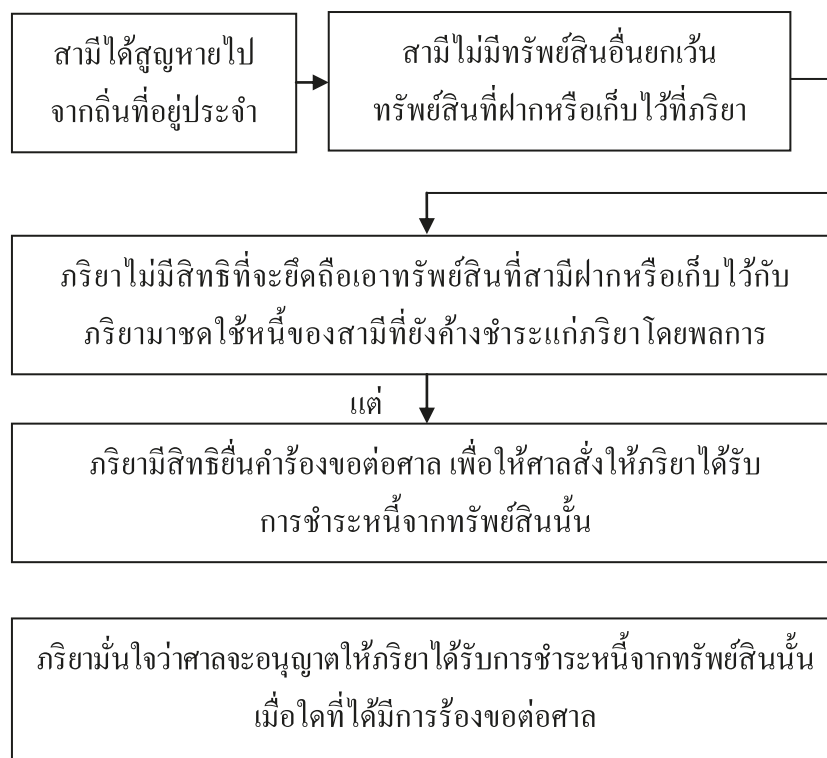 สามีได้สูญหายไป
จากถิ่นที่อยู่ประจำ
สามีไม่มีทรัพย์สินอื่นยกเว้น
ทรัพย์สินที่ฝากหรือเก็บไว้ที่ภริยา
ภริยาไม่มีสิทธิที่จะยึดถือเอาทรัพย์สินที่สามีฝากหรือเก็บไว้กับ
ภริยามาชดใช้หนี้ของสามีที่ยังค้างชำระแก่ภริยาโดยพลการ
แต่
ภริยามีสิทธิยื่นคำร้องขอต่อศาล เพื่อให้ศาลสั่งให้ภริยาได้รับ
การชำระหนี้จากทรัพย์สินนั้น
ภริยามั่นใจว่าศาลจะอนุญาตให้ภริยาได้รับการชำระหนี้จากทรัพย์สินนั้น
เมื่อใดที่ได้มีการร้องขอต่อศาล